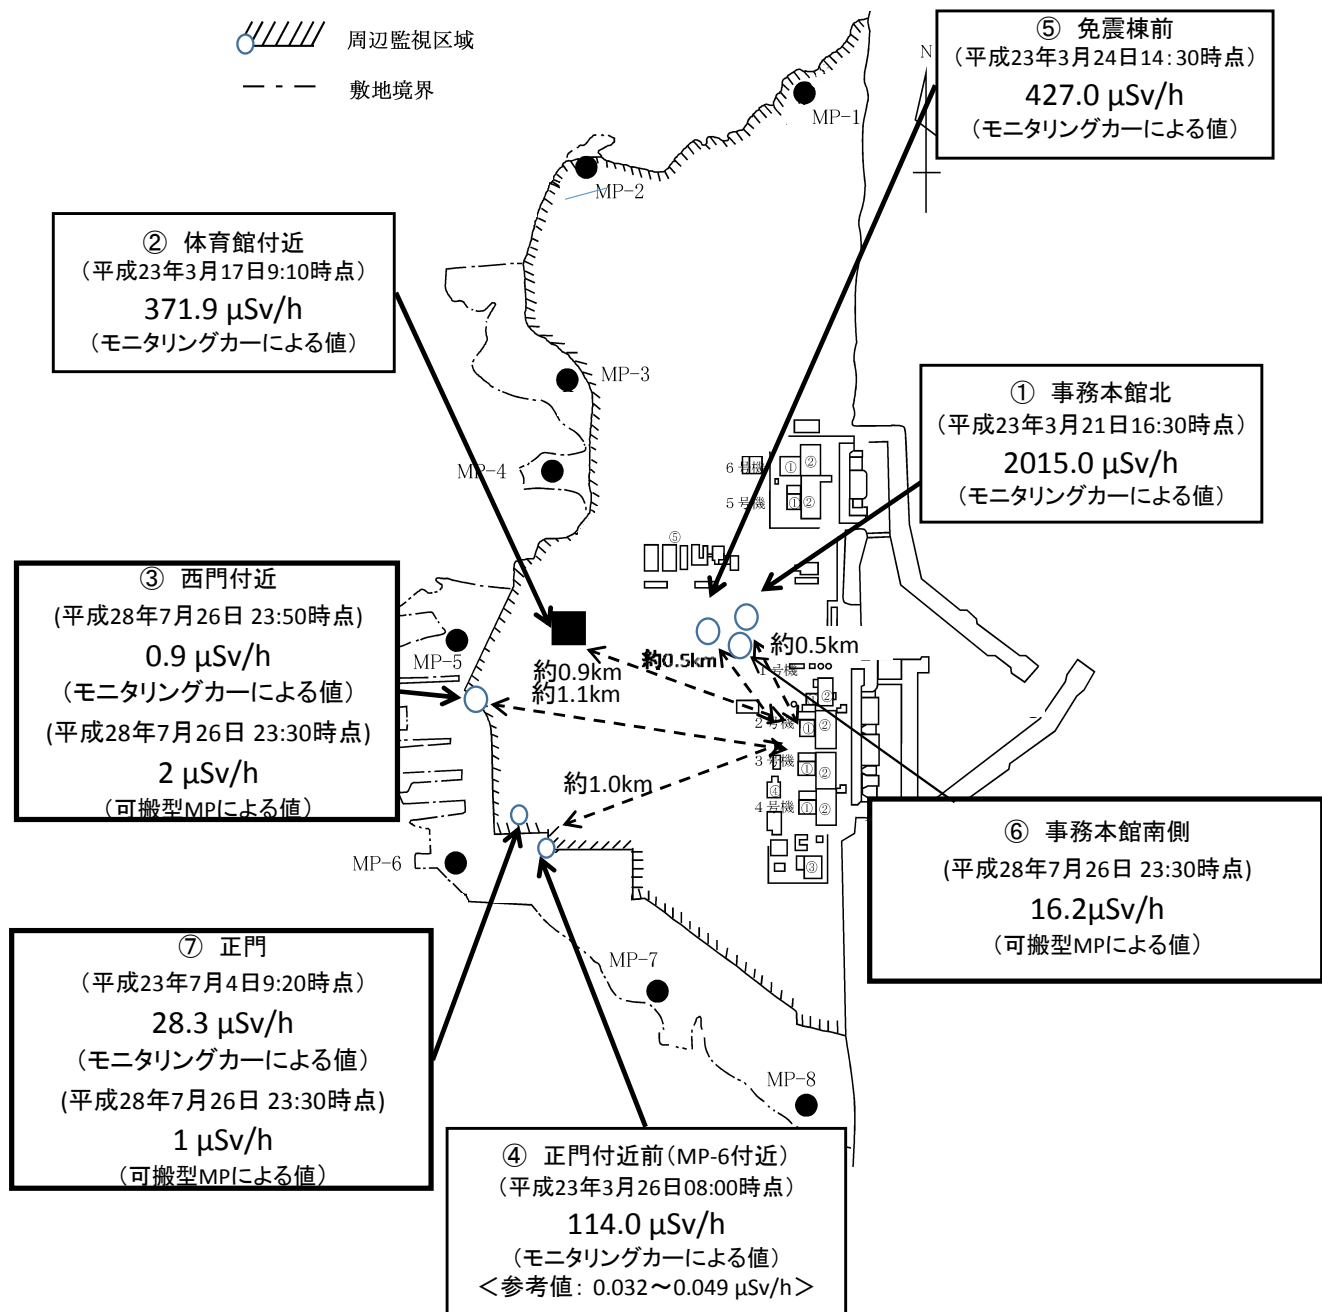 周辺監視区域
敷地境界
⑤ 免震棟前
（平成23年3月24日14:30時点）
427.0 μSv/h
（モニタリングカーによる値）
N
MP-1
MP-2
② 体育館付近
（平成23年3月17日9:10時点）
371.9 μSv/h
（モニタリングカーによる値）
MP-3
① 事務本館北
（平成23年3月21日16:30時点）
2015.0 μSv/h
（モニタリングカーによる値）
MP-4
6号機
①
②
5号機
①
②
⑤
③ 西門付近
(平成28年7月26日 23:50時点)
0.9 μSv/h
（モニタリングカーによる値）
(平成28年7月26日 23:30時点)
2 μSv/h
（可搬型MPによる値）
MP-5
約0.9km
約1.1km
約0.5km
約0.5km
1号機
②
2号機
①
②
3号機
①
②
④
4号機
①
②
③
約1.0km
MP-6
⑥ 事務本館南側
(平成28年7月26日 23:30時点)
16.2μSv/h
（可搬型MPによる値）
⑦ 正門
（平成23年7月4日9:20時点）
28.3 μSv/h
（モニタリングカーによる値）
(平成28年7月26日 23:30時点)
1 μSv/h
（可搬型MPによる値）
MP-7
MP-8
④ 正門付近前（MP-6付近）
（平成23年3月26日08:00時点）
114.0 μSv/h
（モニタリングカーによる値）
＜参考値： 0.032～0.049 μSv/h＞